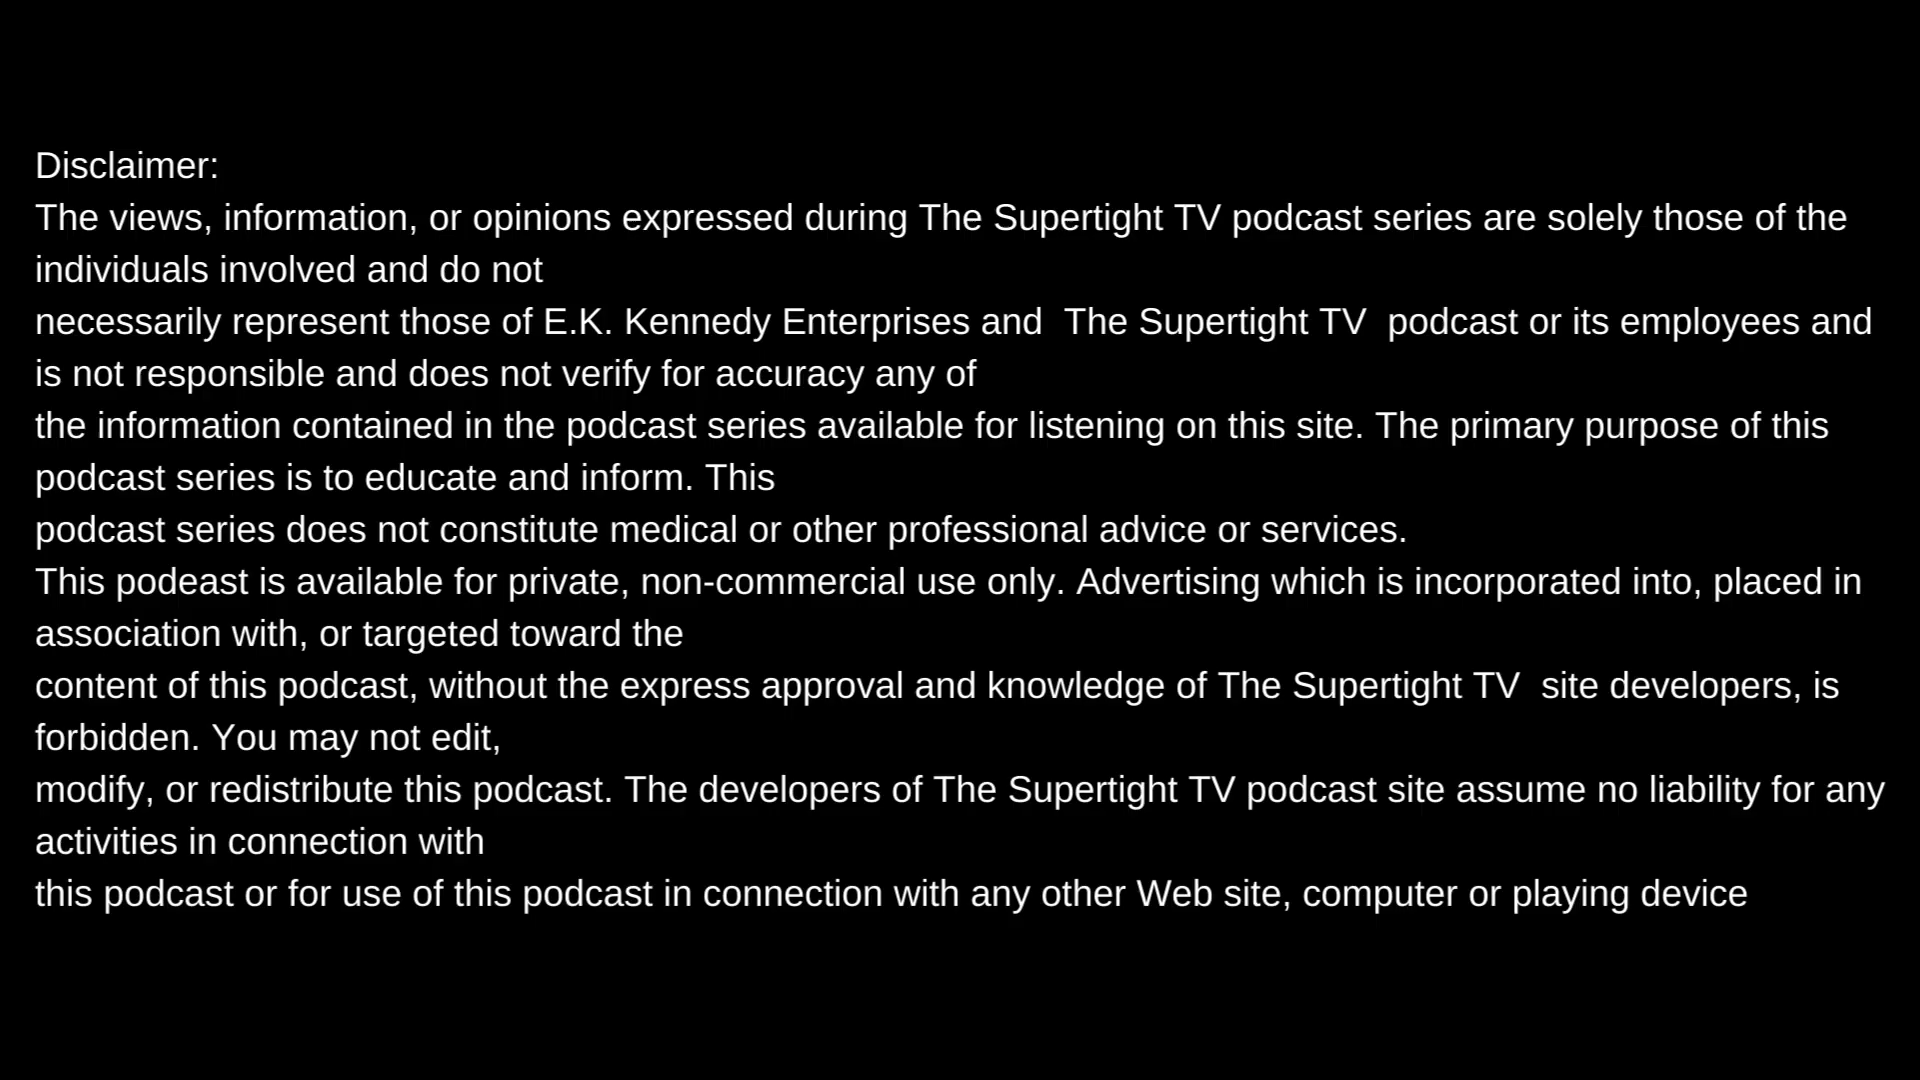 Disclaimer:
The views, information, or opinions expressed during The Supertight TV podcast series are solely those of the
individuals involved and do not
necessarily represent those of E.K. Kennedy Enterprises and  The Supertight TV  podcast or its employees and
is not responsible and does not verify for accuracy any of
the information contained in the podcast series available for listening on this site. The primary purpose of this
podcast series is to educate and inform. This
podcast series does not constitute medical or other professional advice or services.
This podeast is available for private, non-commercial use only. Advertising which is incorporated into, placed in
association with, or targeted toward the
content of this podcast, without the express approval and knowledge of The Supertight TV  site developers, is
forbidden. You may not edit,
modify, or redistribute this podcast. The developers of The Supertight TV podcast site assume no liability for any
activities in connection with
this podcast or for use of this podcast in connection with any other Web site, computer or playing device